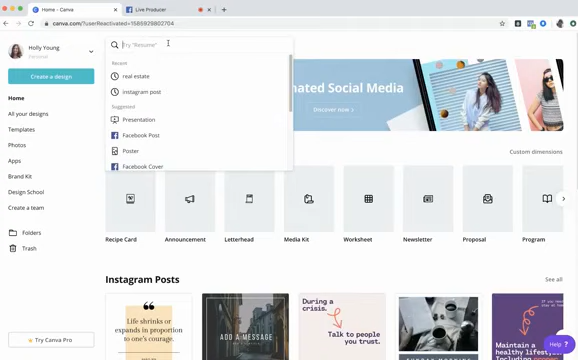 Home - Canva
Live Producer
canva.com/?userReactivated=1585929802704
Holly Young
Personal
Create a design
Home
All your designs
Templates
Photos
Apps
Brand Kit
Design School
Create a team
Folders
Trash
Try Canva Pro
Try "Resume"
Recent
real estate
instagram post
Suggested
Presentation
Facebook Post
Poster
Facebook Cover
nated Social Media
Discover now
Custom dimensions
Recipe Card
Announcement
Letterhead
Media Kit
Worksheet
Newsletter
Proposal
Program
Instagram Posts
See all
Life shrinks or
expands in proportion
to one's courage.
ADD A MESSAGE
During a
crisis,
Talk to people
you trust.
Maintain a
healthy lifes
Help ?